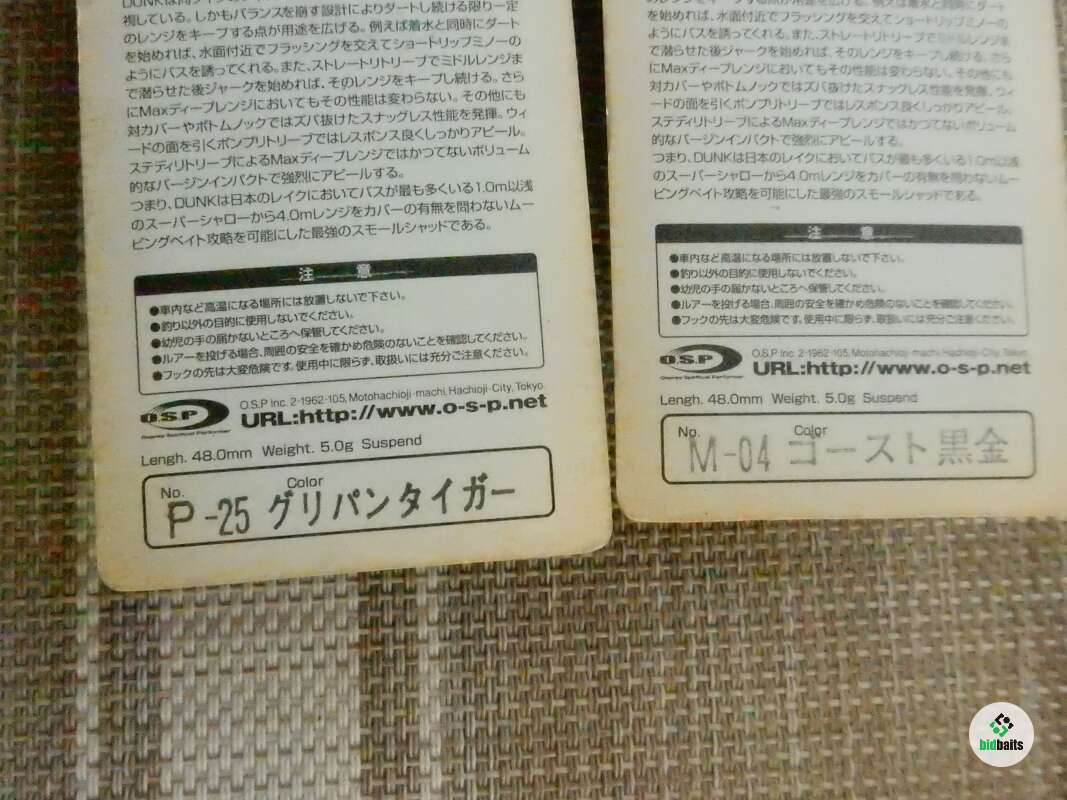 視している。しかもバランスを崩す設計によりダートし続ける限り一定
のレンジをキープする点が用途を広げる。例えば着水と同時にダート
を始めれば、水面付近でフラッシングを交えてショートリップミノーの
ようにバスを誘ってくれる。また、ストレートリトリーブでミドルレンジま
で潜らせた後ジャークを始めれば、そのレンジをキープし続ける。さら
にMaxディープレンジにおいてもその性能は変わらない。その他にも
対カバーやボトムノックではズバ抜けたスナッグレス性能を発揮。ウィ
ードの面を引くポンプリトリーブではレスポンス良くしっかりアピール。
ステディリトリーブによるMaxディープレンジではかつてないボリューム
的なバージンインパクトで強烈にアピールする。
つまり、DUNKは日本のレイクにおいてバスが最も多くいる1.0m以浅
のスーパーシャローから4.0mレンジをカバーの有無を問わないムー
ビングベイト攻略を可能にした最強のスモールシャッドである。
注 意
●車内など高温になる場所には放置しないで下さい。
●釣り以外の目的に使用しないでください。
●幼児の手の届かないところへ保管してください。
●ルアーを投げる場合、周囲の安全を確かめ危険のないことを確認してください。
●フックの先は大変危険です。使用中に限らず、取扱いには充分ご注意ください。
O.S.P
Osprey Spiritual Performer
O.S.P Inc. 2-1962-105, Motohachioji-machi, Hachioji-City, Tokyo
URL:http://www.o-s-p.net
Lengh. 48.0mm Weight. 5.0g Suspend
No. Color
P-25 グリパンタイガー
を始めれば、水面付近でフラッシングを交えてショートリップミノーの
ようにバスを誘ってくれる。また、ストレートリトリーブでミドルレンジま
で潜らせた後ジャークを始めれば、そのレンジをキープし続ける。さら
にMaxディープレンジにおいてもその性能は変わらない。その他にも
対カバーやボトムノックではズバ抜けたスナッグレス性能を発揮。ウィ
ードの面を引くポンプリトリーブではレスポンス良くしっかりアピール。
ステディリトリーブによるMaxディープレンジではかつてないボリューム
的なバージンインパクトで強烈にアピールする。
つまり、DUNKは日本のレイクにおいてバスが最も多くいる1.0m以浅
のスーパーシャローから4.0mレンジをカバーの有無を問わないムー
ビングベイト攻略を可能にした最強のスモールシャッドである。
注 意
●車内など高温になる場所には放置しないで下さい。
●釣り以外の目的に使用しないでください。
●幼児の手の届かないところへ保管してください。
●ルアーを投げる場合、周囲の安全を確かめ危険のないことを確認してください。
●フックの先は大変危険です。使用中に限らず、取扱いには充分ご注意ください。
O.S.P
Osprey Spiritual Performer
O.S.P Inc. 2-1962-105, Motohachioji-machi, Hachioji-City, Tokyo
URL:http://www.o-s-p.net
Lengh. 48.0mm Weight. 5.0g Suspend
No. Color
M-04 ゴースト黒金
bidbaits